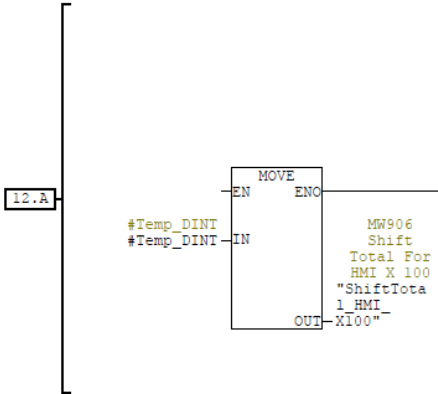 MOVE
12.A
EN ENO
#Temp_DINT
#Temp_DINT IN
MW906
Shift
Total For
HMI X 100
"ShiftTota
l_HMI_
OUT X100"